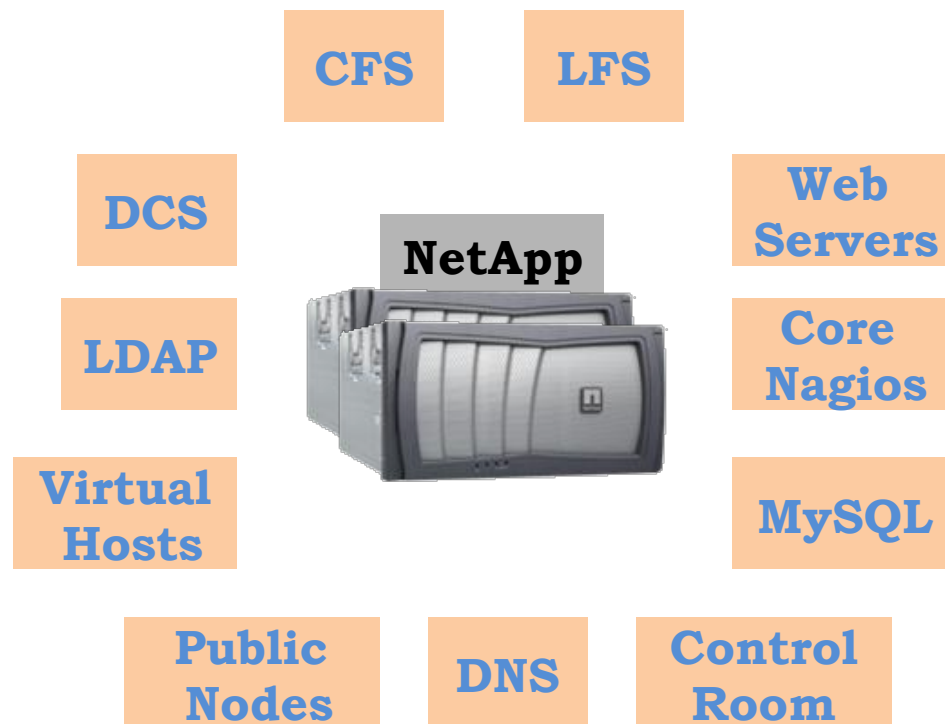 CFS
LFS
DCS
Web
Servers
NetApp
LDAP
Core
Nagios
Virtual
Hosts
MySQL
Public
Nodes
DNS
Control
Room